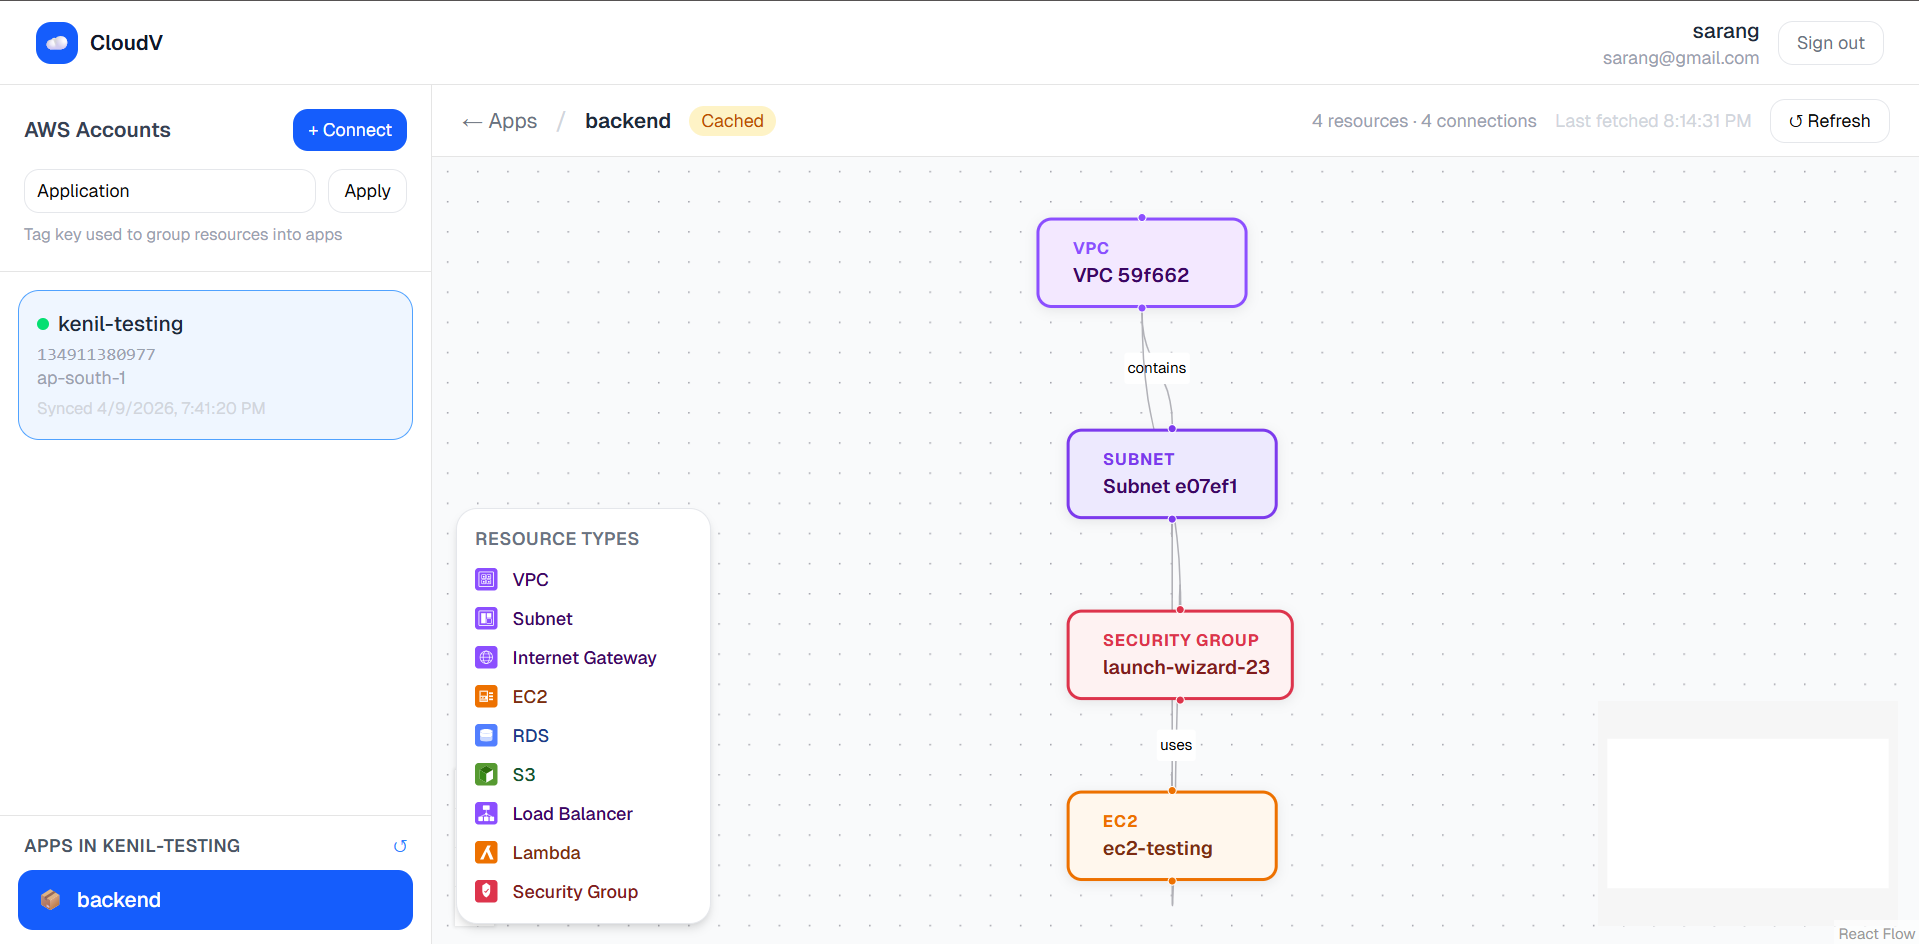 CloudV
sarang
sarang@gmail.com
Sign out
AWS Accounts
+ Connect
Application
Apply
Tag key used to group resources into apps
kenil-testing
134911380977
ap-south-1
Synced 4/9/2026, 7:41:20 PM
APPS IN KENIL-TESTING
↺
backend
← Apps / backend Cached
4 resources · 4 connections
Last fetched 8:14:31 PM
↺ Refresh
VPC
VPC 59f662
contains
SUBNET
Subnet e07ef1
SECURITY GROUP
launch-wizard-23
uses
EC2
ec2-testing
RESOURCE TYPES
VPC
Subnet
Internet Gateway
EC2
RDS
S3
Load Balancer
Lambda
Security Group
React Flow